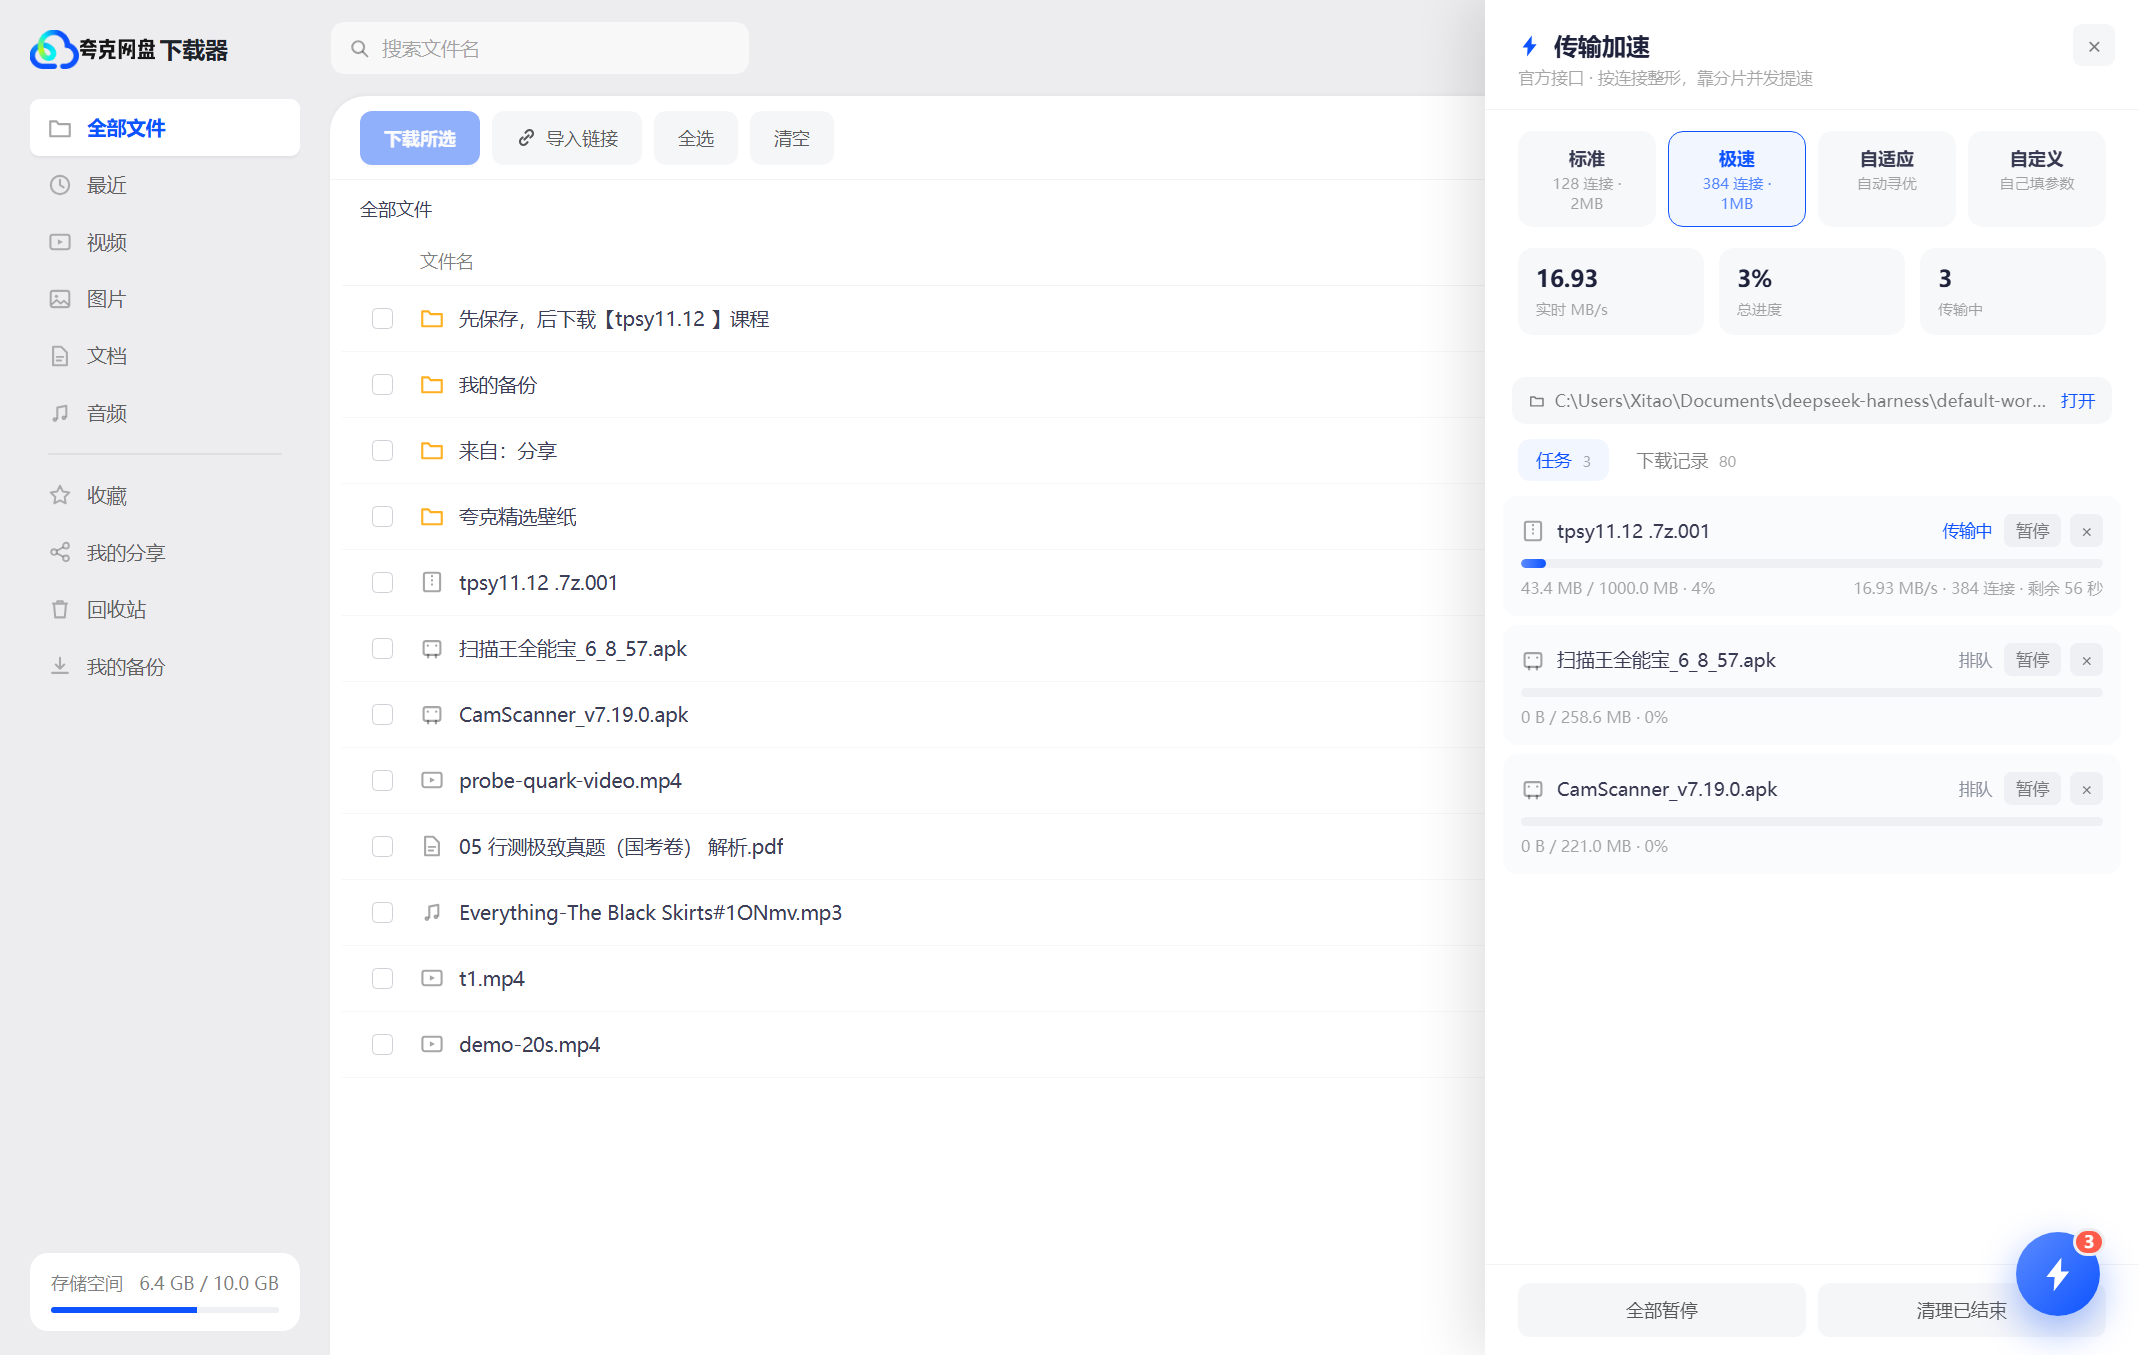 夸克网盘 下载器
搜索文件名
全部文件
最近
视频
图片
文档
音频
收藏
我的分享
回收站
我的备份
存储空间 6.4 GB / 10.0 GB
下载所选
导入链接
全选
清空
全部文件
文件名
先保存，后下载【tpsy11.12 】课程
我的备份
来自：分享
夸克精选壁纸
tpsy11.12 .7z.001
扫描王全能宝_6_8_57.apk
CamScanner_v7.19.0.apk
probe-quark-video.mp4
05 行测极致真题（国考卷） 解析.pdf
Everything-The Black Skirts#1ONmv.mp3
t1.mp4
demo-20s.mp4
传输加速
×
官方接口 · 按连接整形，靠分片并发提速
标准
128 连接 ·
2MB
极速
384 连接 ·
1MB
自适应
自动寻优
自定义
自己填参数
16.93
实时 MB/s
3%
总进度
3
传输中
C:\Users\Xitao\Documents\deepseek-harness\default-wor... 打开
任务 3
下载记录 80
tpsy11.12 .7z.001 传输中 暂停 ×
43.4 MB / 1000.0 MB · 4% 16.93 MB/s · 384 连接 · 剩余 56 秒
扫描王全能宝_6_8_57.apk 排队 暂停 ×
0 B / 258.6 MB · 0%
CamScanner_v7.19.0.apk 排队 暂停 ×
0 B / 221.0 MB · 0%
3
全部暂停
清理已结束